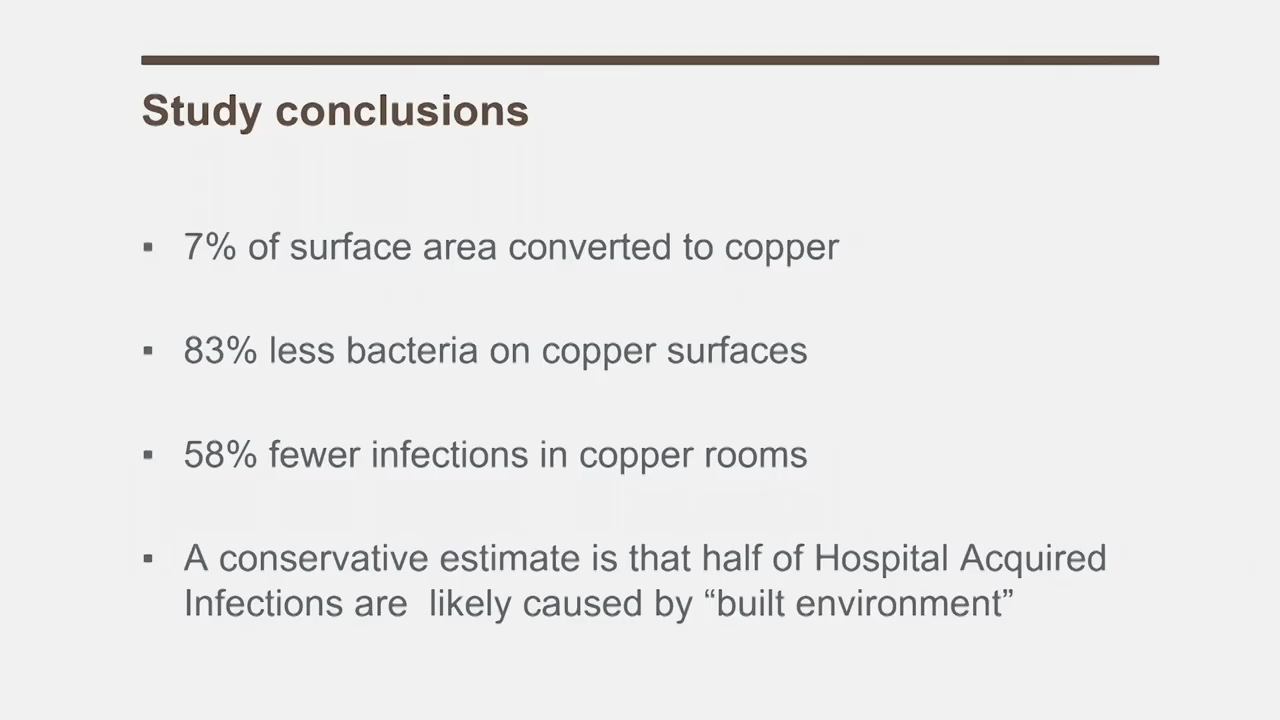 Study conclusions
▪ 7% of surface area converted to copper
▪ 83% less bacteria on copper surfaces
▪ 58% fewer infections in copper rooms
▪ A conservative estimate is that half of Hospital Acquired
Infections are  likely caused by “built environment”